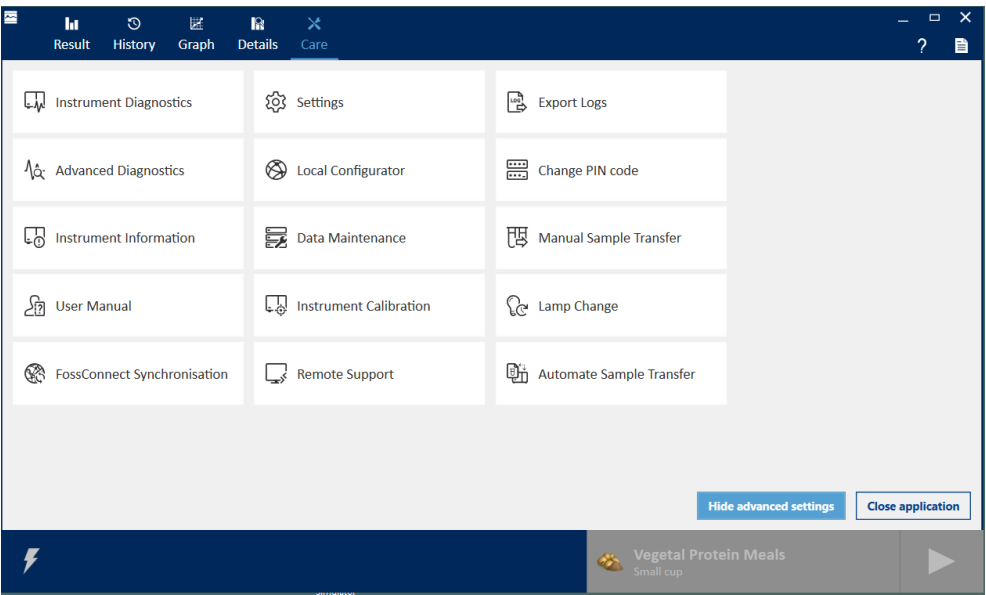 Result History Graph Details Care
?
Instrument Diagnostics Settings LOG Export Logs
Advanced Diagnostics Local Configurator Change PIN code
Instrument Information Data Maintenance Manual Sample Transfer
User Manual Instrument Calibration Lamp Change
FossConnect Synchronisation Remote Support Automate Sample Transfer
Hide advanced settings Close application
Vegetal Protein Meals
Small cup